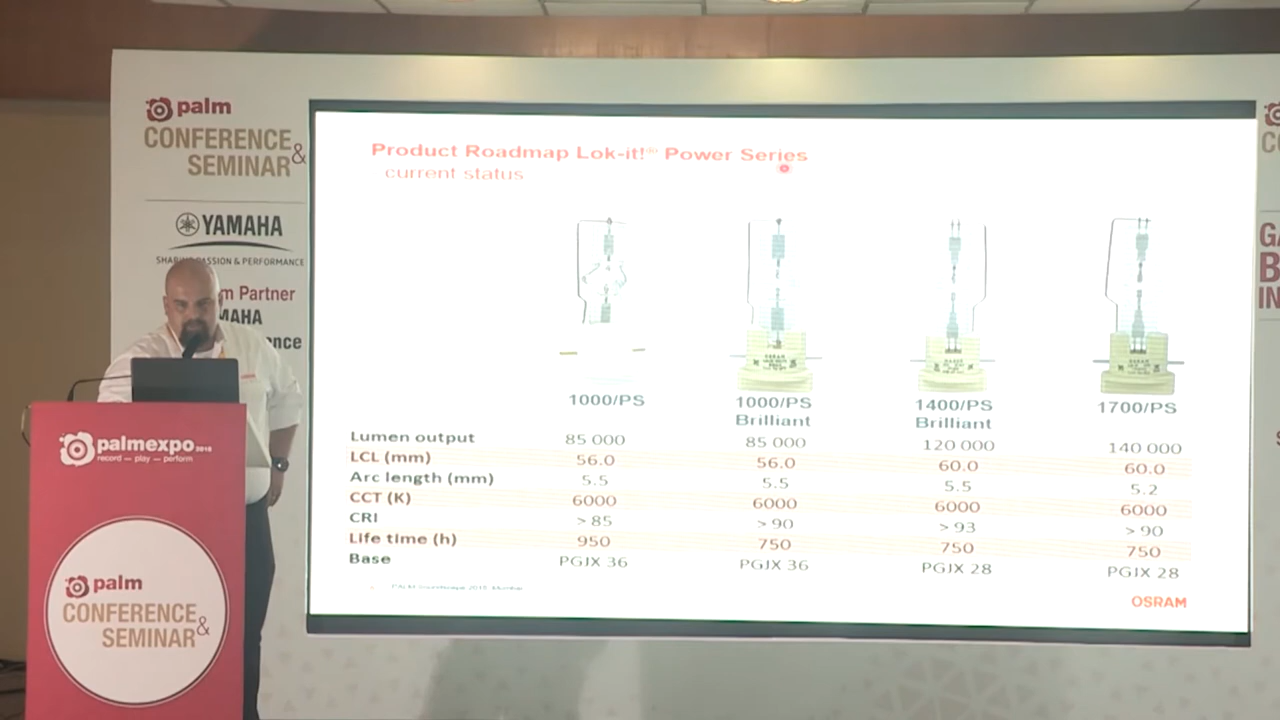 palm
CONFERENCE
& SEMINAR
YAMAHA
PASSION & PERFORMANCE
Partner
ence
palmexpo 2018
record — play — perform
palm
CONFERENCE
& SEMINAR
Product Roadmap Lok-it!® Power Series
current status
OSRAM
1000/PS 1000/PS Brilliant 1400/PS Brilliant 1700/PS
Lumen output 85 000 85 000 120 000 140 000
LCL (mm) 56.0 56.0 60.0 60.0
Arc length (mm) 5.5 5.5 5.5 5.2
CCT (K) 6000 6000 6000 6000
CRI > 85 > 90 > 93 > 90
Life time (h) 950 750 750 750
Base PGJX 36 PGJX 36 PGJX 28 PGJX 28
OSRAM